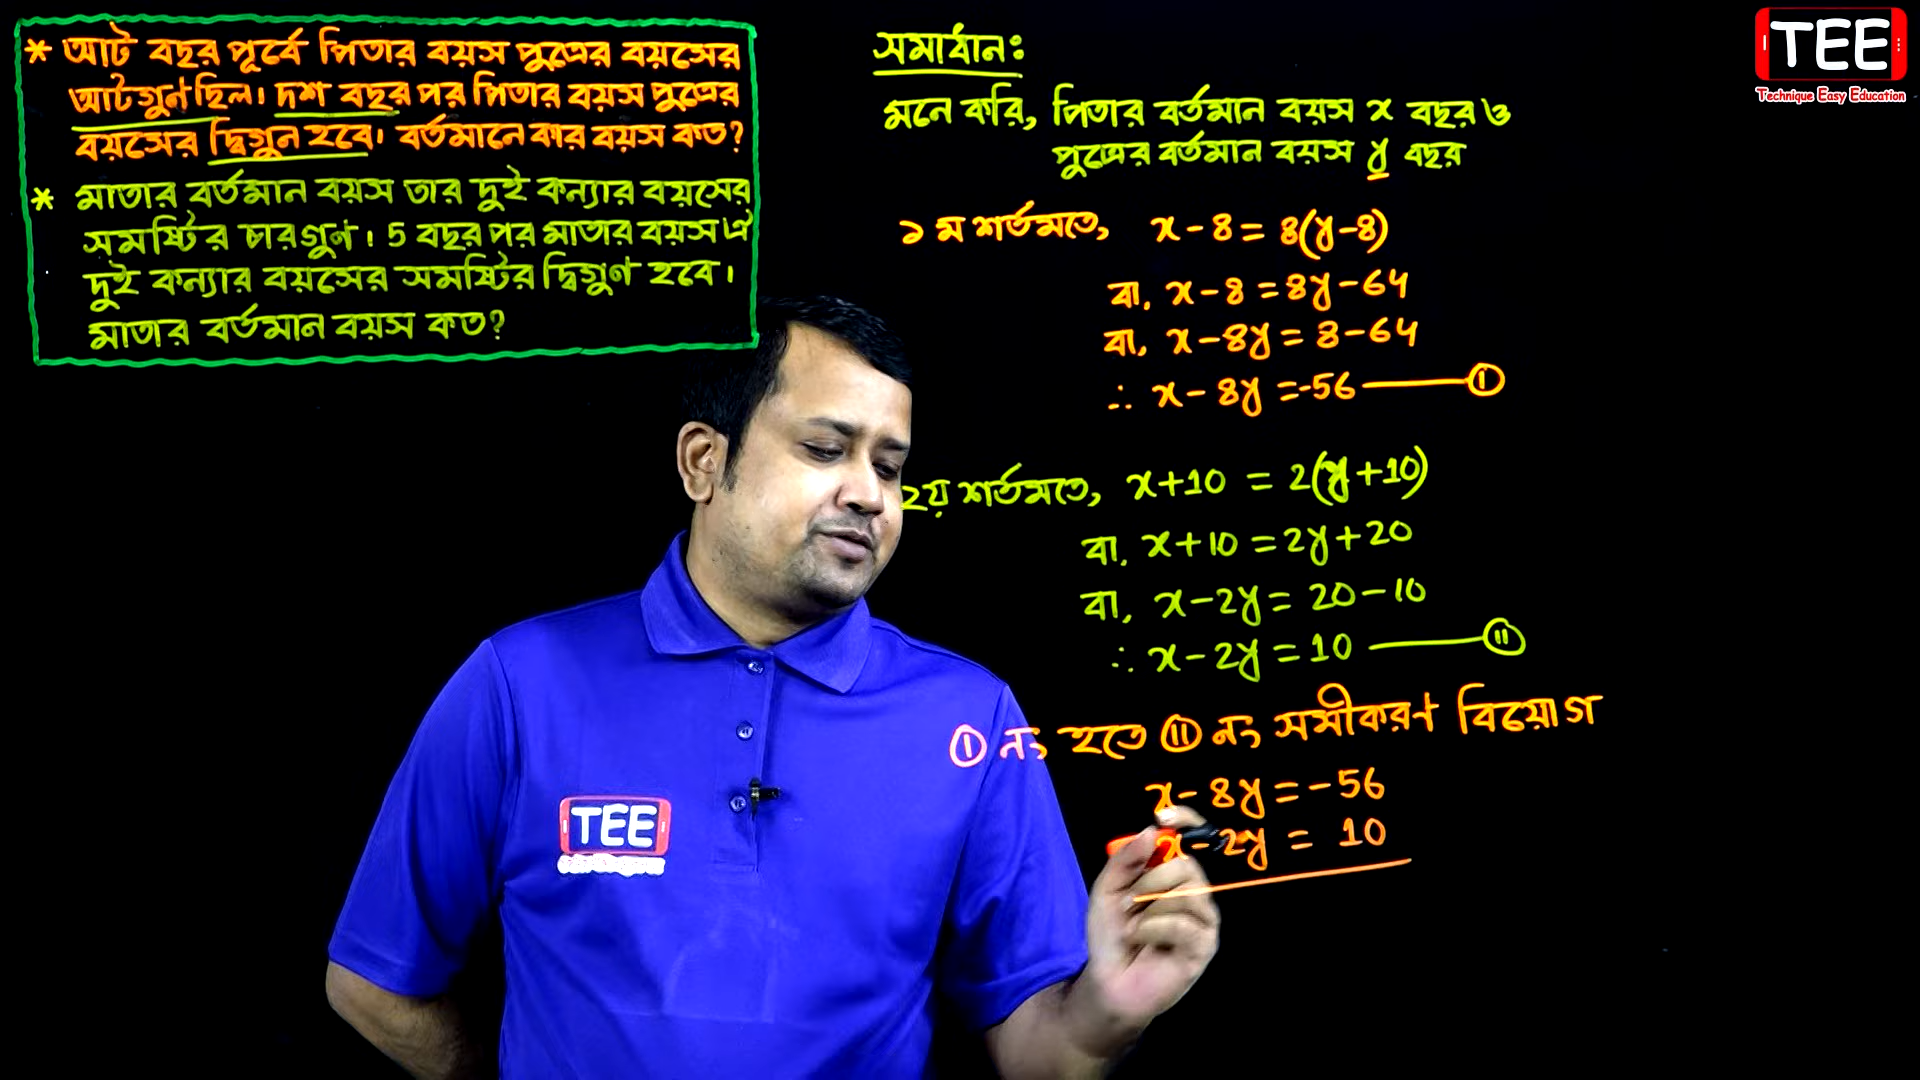 * আট বছর পূর্বে পিতার বয়স পুত্রের বয়সের
আটগুণ ছিল। দশ বছর পর পিতার বয়স পুত্রের
বয়সের দ্বিগুন হবে। বর্তমানে কার বয়স কত?
* মাতার বর্তমান বয়স তার দুই কন্যার বয়সের
সমষ্টির চারগুণ। 5 বছর পর মাতার বয়স ঐ
দুই কন্যার বয়সের সমষ্টির দ্বিগুণ হবে।
মাতার বর্তমান বয়স কত?
সমাধানঃ
মনে করি, পিতার বর্তমান বয়স x বছর ও
পুত্রের বর্তমান বয়স y বছর
১ম শর্তমতে, x-8 = 8(y-8)
বা, x-8 = 8y-64
বা, x-8y = 8-64
∴ x-8y = -56 —— (i)
২য় শর্তমতে, x+10 = 2(y+10)
বা, x+10 = 2y+20
বা, x-2y = 20-10
∴ x-2y = 10 —— (ii)
(i) নং হতে (ii) নং সমীকরণ বিয়োগ
x-8y = -56
x-2y = 10
TEE
Technique Easy Education
TEE